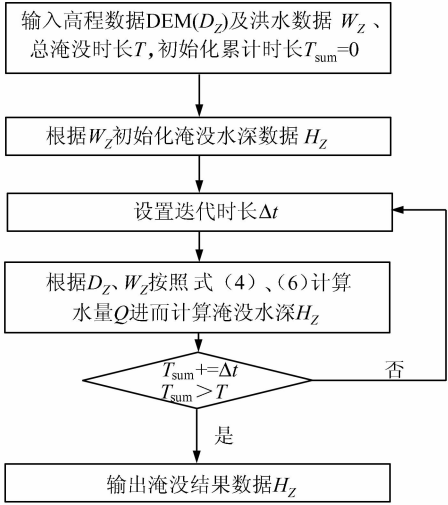 输入高程数据DEM(D_Z)及洪水数据 W_Z、
总淹没时长T,初始化累计时长T_sum=0
根据W_Z初始化淹没水深数据 H_Z
设置迭代时长Δt
根据D_Z、W_Z按照 式（4）、(6)计算
水量Q进而计算淹没水深H_Z
T_sum+=Δt
T_sum＞T
否
是
输出淹没结果数据H_Z